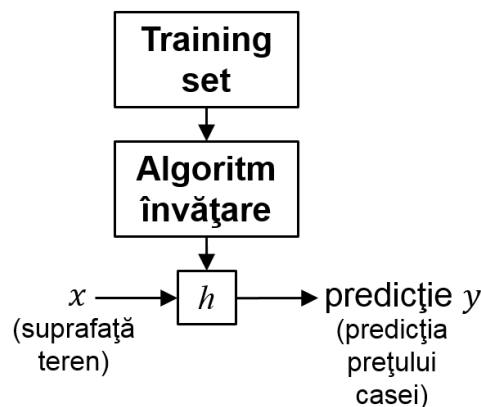 Training
set
Algoritm
învăţare
x
h
predicţie y
(suprafaţă
teren)
(predicţia
preţului
casei)